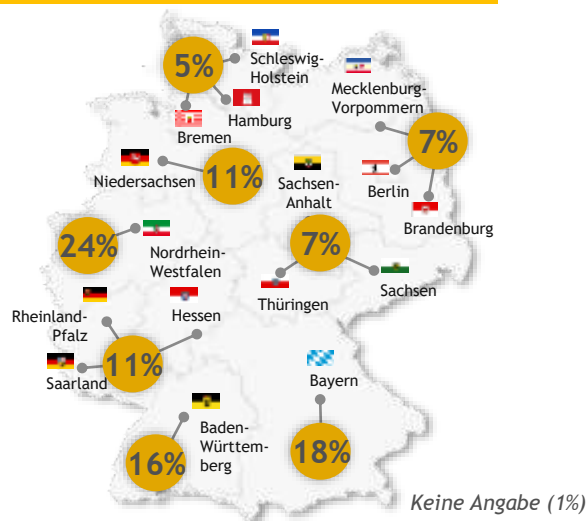 5%
Schleswig-
Holstein
Hamburg
Bremen
Mecklenburg-
Vorpommern
7%
Berlin
Brandenburg
Niedersachsen
11%
Sachsen-
Anhalt
7%
Thüringen
Sachsen
24%
Nordrhein-
Westfalen
Rheinland-
Pfalz
Hessen
Saarland
11%
Bayern
18%
Baden-
Württem-
berg
16%
Keine Angabe (1%)